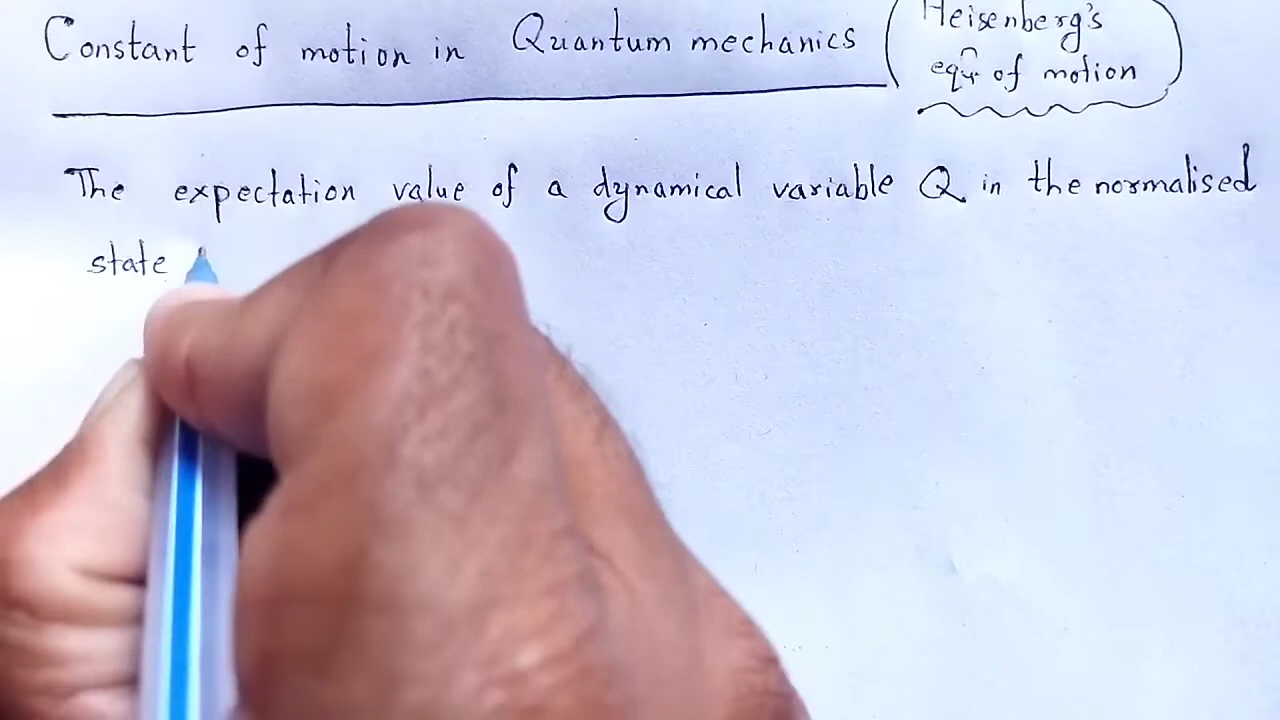 Constant of motion in Quantum mechanics
(Heisenberg's
eqn. of motion
The expectation value of a dynamical variable Q in the normalised
state